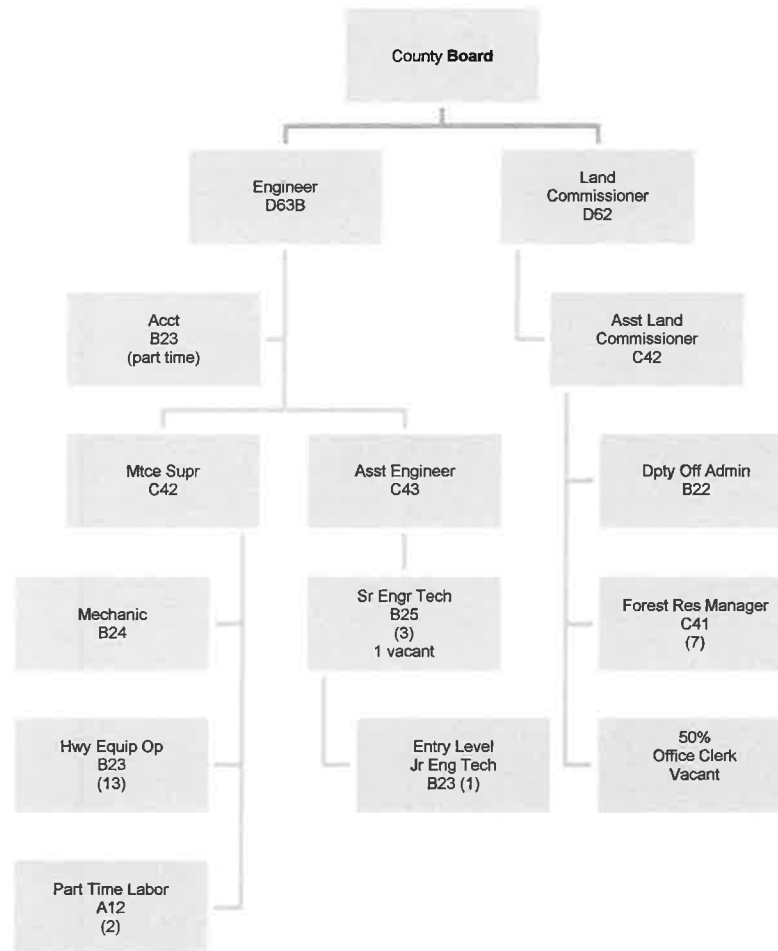 County Board
Engineer
D63B
Land
Commissioner
D62
Acct
B23
(part time)
Asst Land
Commissioner
C42
Mtce Supr
C42
Asst Engineer
C43
Dpty Off Admin
B22
Mechanic
B24
Sr Engr Tech
B25
(3)
1 vacant
Forest Res Manager
C41
(7)
Hwy Equip Op
B23
(13)
Entry Level
Jr Eng Tech
B23 (1)
50%
Office Clerk
Vacant
Part Time Labor
A12
(2)